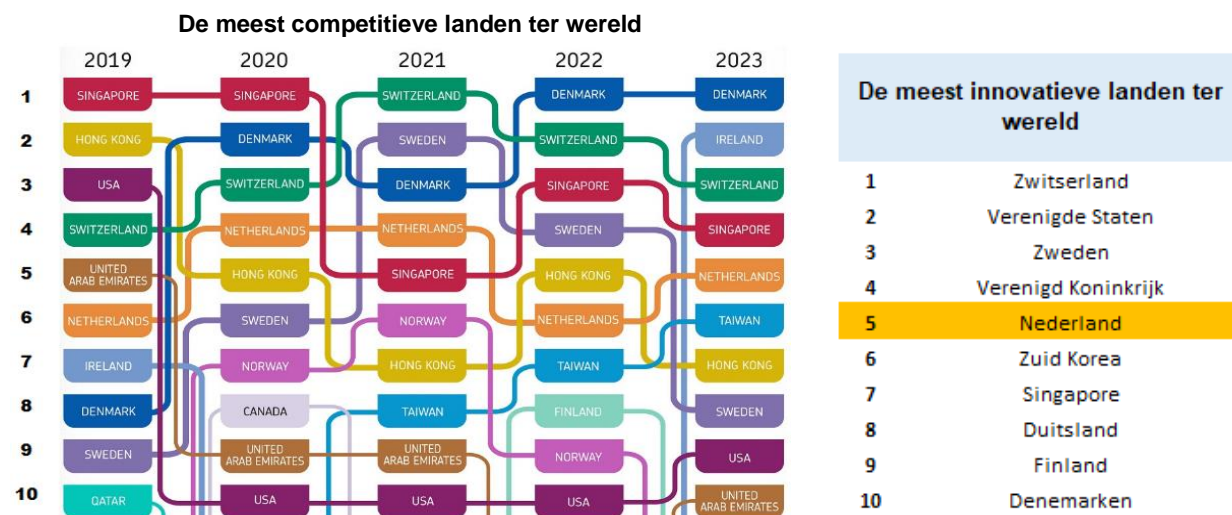 De meest competitieve landen ter wereld
2019 2020 2021 2022 2023
1 SINGAPORE SINGAPORE SWITZERLAND DENMARK DENMARK
2 HONG KONG DENMARK SWEDEN SWITZERLAND IRELAND
3 USA SWITZERLAND DENMARK SINGAPORE SWITZERLAND
4 SWITZERLAND NETHERLANDS NETHERLANDS SWEDEN SINGAPORE
5 UNITED ARAB EMIRATES HONG KONG SINGAPORE HONG KONG NETHERLANDS
6 NETHERLANDS SWEDEN NORWAY NETHERLANDS TAIWAN
7 IRELAND NORWAY HONG KONG TAIWAN HONG KONG
8 DENMARK CANADA TAIWAN FINLAND SWEDEN
9 SWEDEN UNITED ARAB EMIRATES UNITED ARAB EMIRATES NORWAY USA
10 QATAR USA USA USA UNITED ARAB EMIRATES
De meest innovatieve landen ter
wereld
1 Zwitserland
2 Verenigde Staten
3 Zweden
4 Verenigd Koninkrijk
5 Nederland
6 Zuid Korea
7 Singapore
8 Duitsland
9 Finland
10 Denemarken